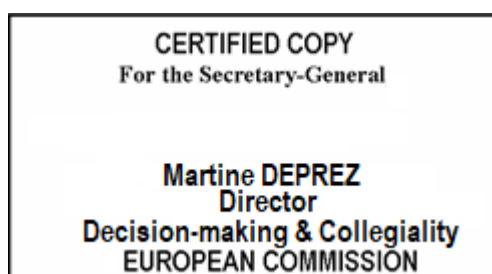 CERTIFIED COPY
For the Secretary-General
Martine DEPREZ
Director
Decision-making & Collegiality
EUROPEAN COMMISSION